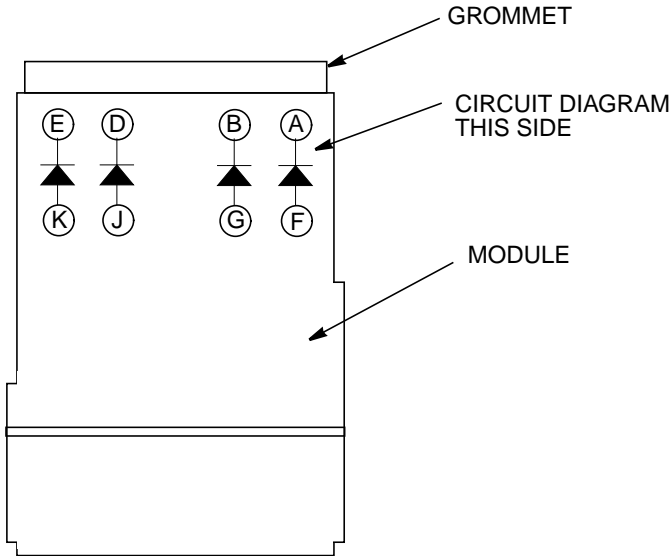 GROMMET
CIRCUIT DIAGRAM
THIS SIDE
E D B A
K J G F
MODULE